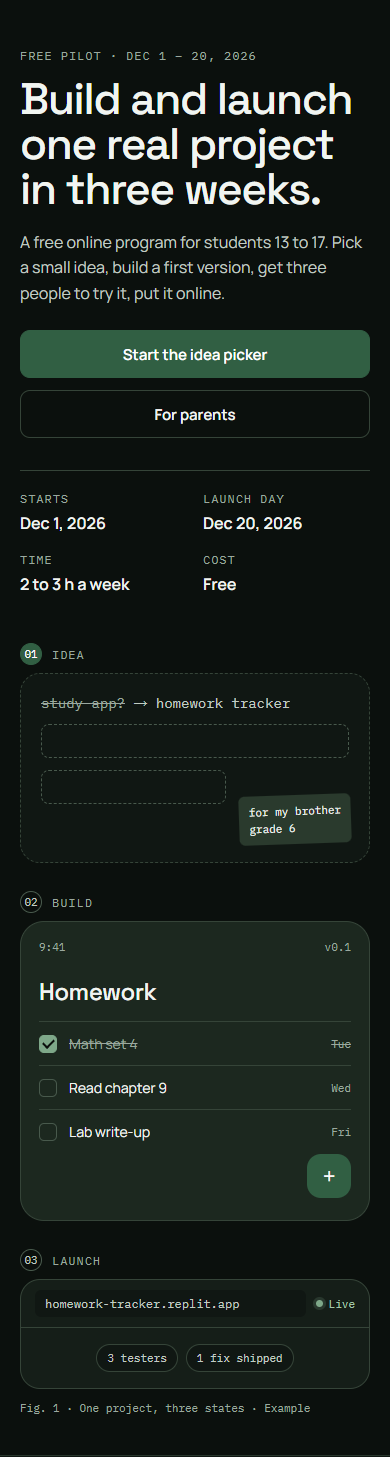 FREE PILOT · DEC 1 – 20, 2026
Build and launch
one real project
in three weeks.
A free online program for students 13 to 17. Pick
a small idea, build a first version, get three
people to try it, put it online.
Start the idea picker
For parents
STARTS
Dec 1, 2026
LAUNCH DAY
Dec 20, 2026
TIME
2 to 3 h a week
COST
Free
01 IDEA
study app? → homework tracker
for my brother
grade 6
02 BUILD
9:41 v0.1
Homework
Math set 4 Tue
Read chapter 9 Wed
Lab write-up Fri
+
03 LAUNCH
homework-tracker.replit.app Live
3 testers 1 fix shipped
Fig. 1 · One project, three states · Example